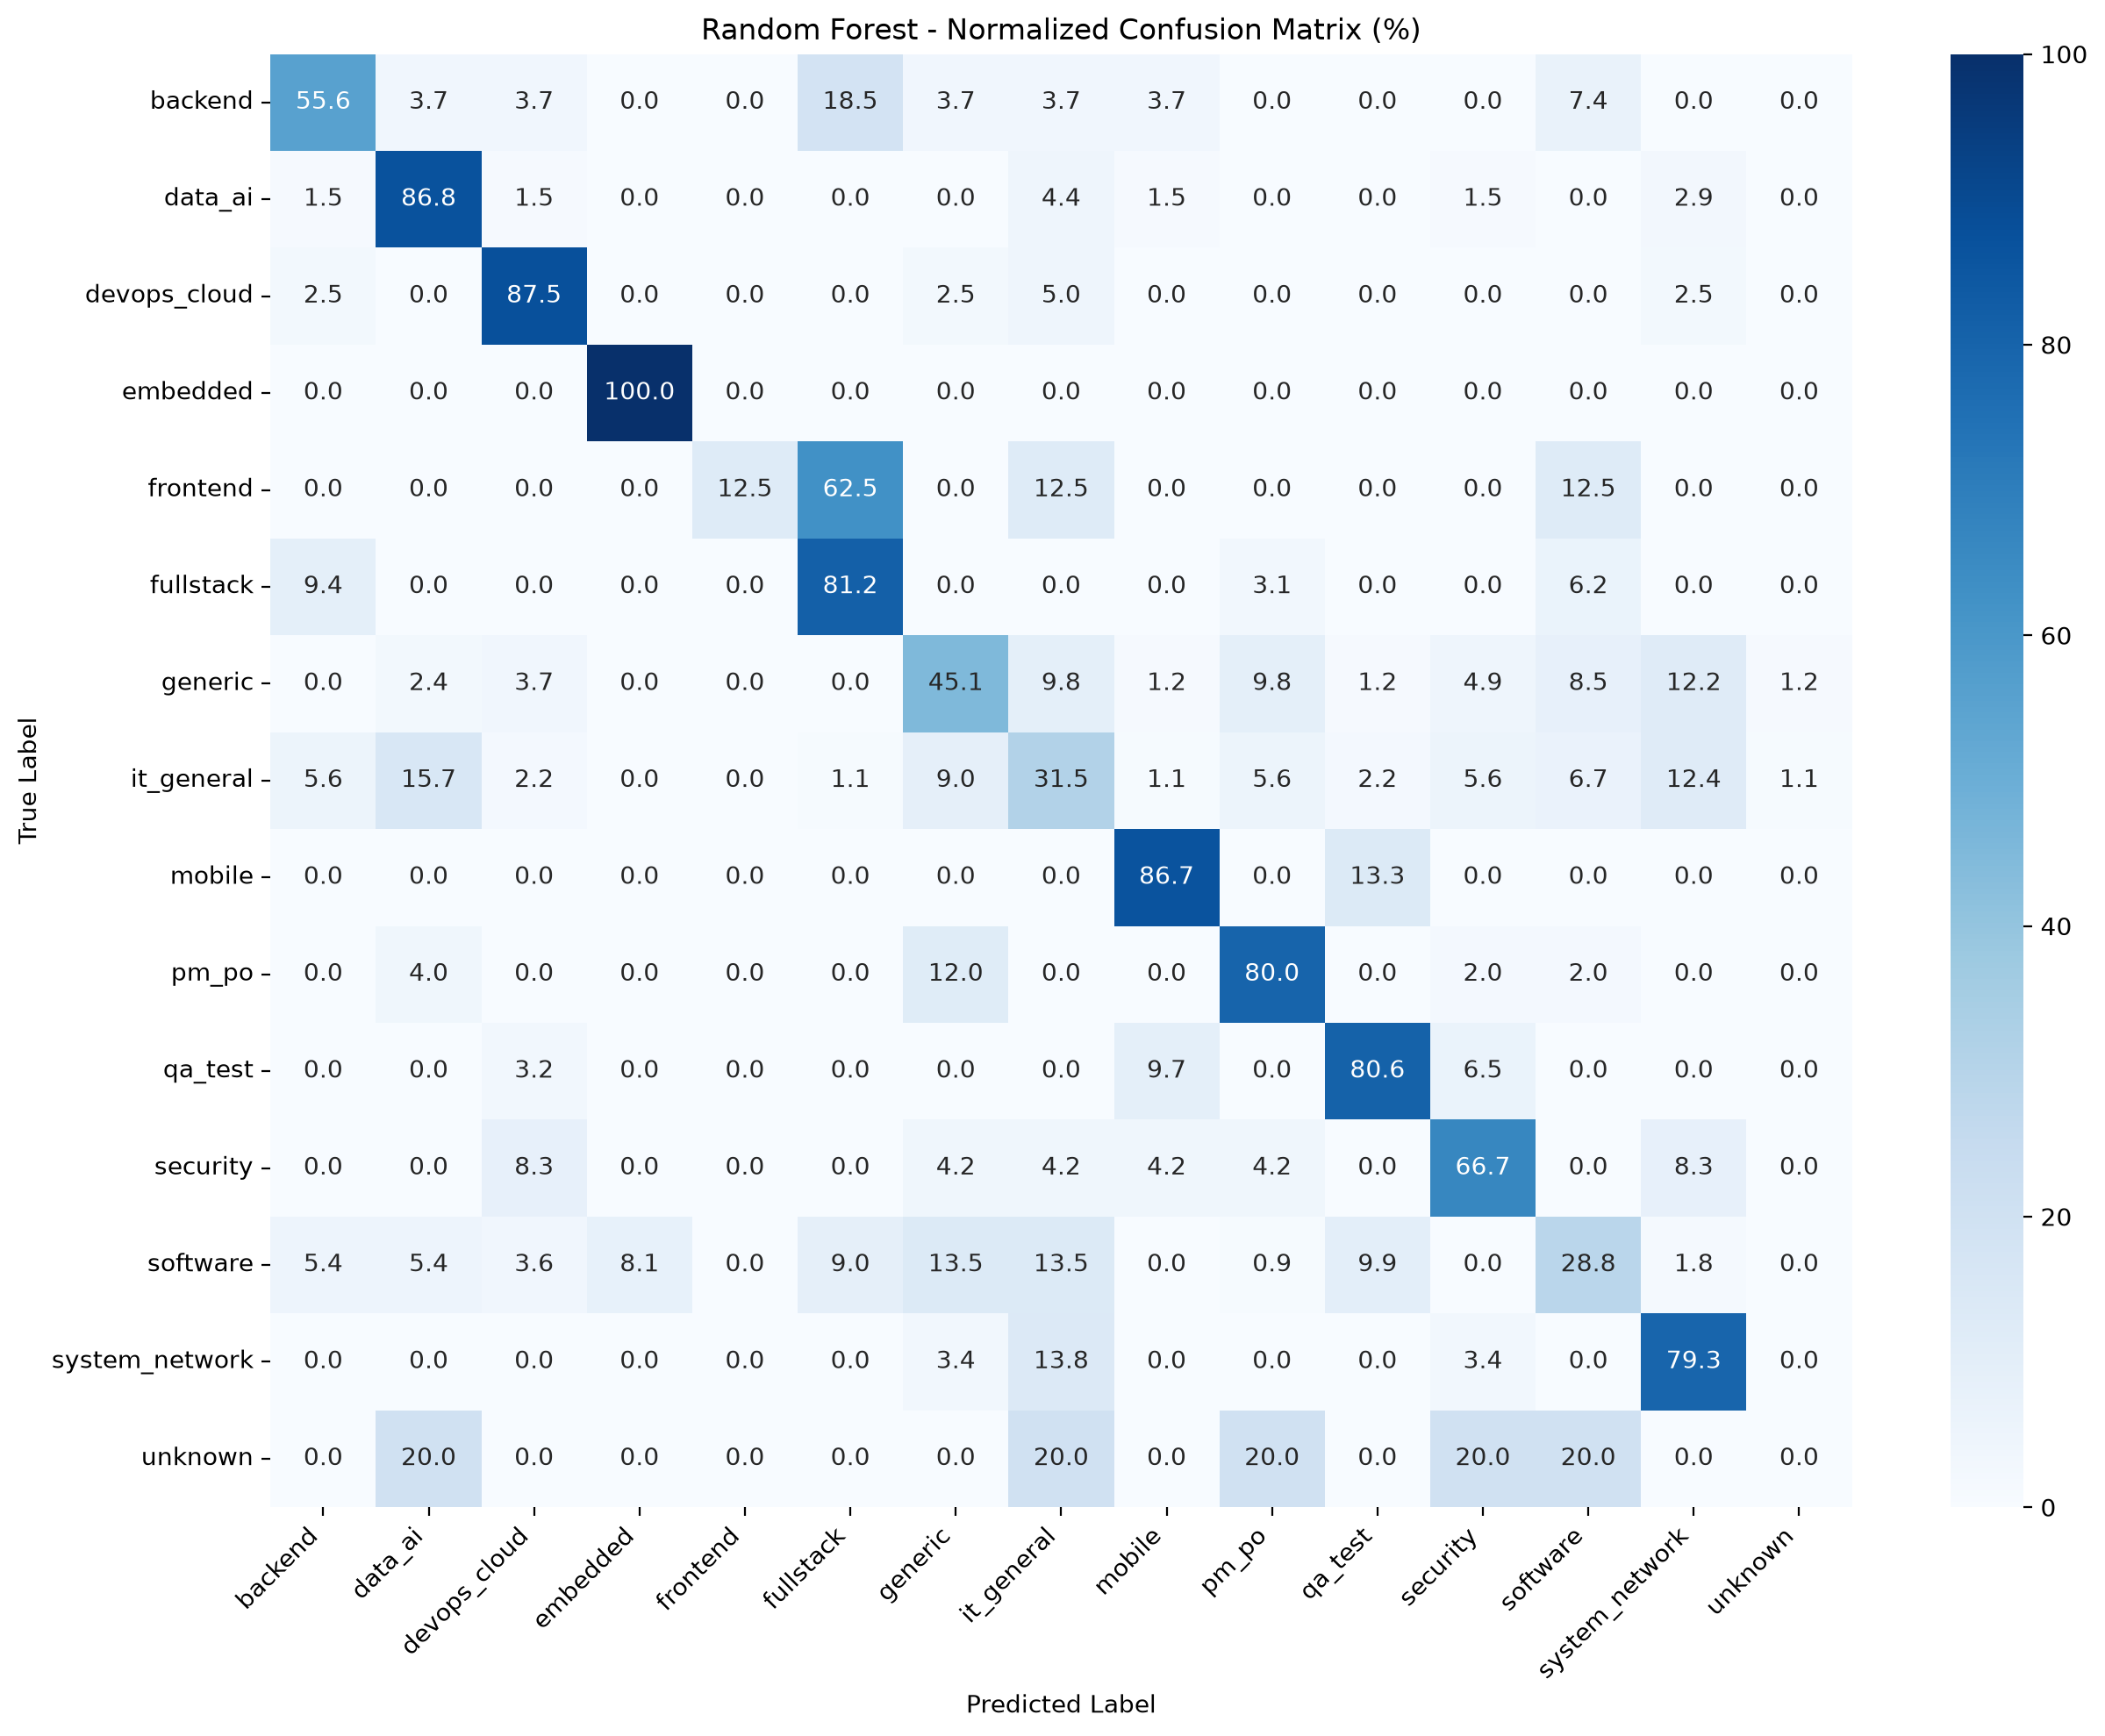 Random Forest - Normalized Confusion Matrix (%)
backend 55.6 3.7 3.7 0.0 0.0 18.5 3.7 3.7 3.7 0.0 0.0 0.0 7.4 0.0 0.0
data_ai 1.5 86.8 1.5 0.0 0.0 0.0 0.0 4.4 1.5 0.0 0.0 1.5 0.0 2.9 0.0
devops_cloud 2.5 0.0 87.5 0.0 0.0 0.0 2.5 5.0 0.0 0.0 0.0 0.0 0.0 2.5 0.0
embedded 0.0 0.0 0.0 100.0 0.0 0.0 0.0 0.0 0.0 0.0 0.0 0.0 0.0 0.0 0.0
frontend 0.0 0.0 0.0 0.0 12.5 62.5 0.0 12.5 0.0 0.0 0.0 0.0 12.5 0.0 0.0
fullstack 9.4 0.0 0.0 0.0 0.0 81.2 0.0 0.0 0.0 3.1 0.0 0.0 6.2 0.0 0.0
generic 0.0 2.4 3.7 0.0 0.0 0.0 45.1 9.8 1.2 9.8 1.2 4.9 8.5 12.2 1.2
it_general 5.6 15.7 2.2 0.0 0.0 1.1 9.0 31.5 1.1 5.6 2.2 5.6 6.7 12.4 1.1
mobile 0.0 0.0 0.0 0.0 0.0 0.0 0.0 0.0 86.7 0.0 13.3 0.0 0.0 0.0 0.0
pm_po 0.0 4.0 0.0 0.0 0.0 0.0 12.0 0.0 0.0 80.0 0.0 2.0 2.0 0.0 0.0
qa_test 0.0 0.0 3.2 0.0 0.0 0.0 0.0 0.0 9.7 0.0 80.6 6.5 0.0 0.0 0.0
security 0.0 0.0 8.3 0.0 0.0 0.0 4.2 4.2 4.2 4.2 0.0 66.7 0.0 8.3 0.0
software 5.4 5.4 3.6 8.1 0.0 9.0 13.5 13.5 0.0 0.9 9.9 0.0 28.8 1.8 0.0
system_network 0.0 0.0 0.0 0.0 0.0 0.0 3.4 13.8 0.0 0.0 0.0 3.4 0.0 79.3 0.0
unknown 0.0 20.0 0.0 0.0 0.0 0.0 0.0 20.0 0.0 20.0 0.0 20.0 20.0 0.0 0.0
backend data_ai devops_cloud embedded frontend fullstack generic it_general mobile pm_po qa_test security software system_network unknown
Predicted Label
True Label
100
80
60
40
20
0